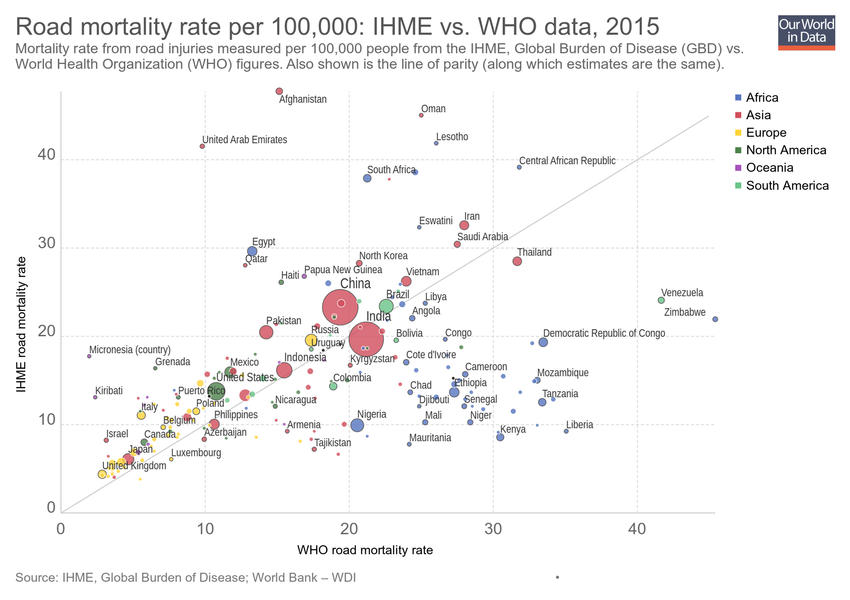 Road mortality rate per 100,000: IHME vs. WHO data, 2015
Our World
in Data
Mortality rate from road injuries measured per 100,000 people from the IHME, Global Burden of Disease (GBD) vs.
World Health Organization (WHO) figures. Also shown is the line of parity (along which estimates are the same).
Africa
Asia
Europe
North America
Oceania
South America
IHME road mortality rate
40
30
20
10
0
Afghanistan
Oman
United Arab Emirates
Lesotho
Central African Republic
South Africa
Eswatini
Iran
Saudi Arabia
Egypt
Qatar
North Korea
Thailand
Haiti
Papua New Guinea
Vietnam
China
Brazil
Libya
Venezuela
India
Angola
Zimbabwe
Pakistan
Russia
Uruguay
Bolivia
Congo
Democratic Republic of Congo
Micronesia (country)
Grenada
Mexico
Indonesia
Kyrgyzstan
Cote d'Ivoire
United States
Colombia
Cameroon
Mozambique
Kiribati
Puerto Rico
Chad
Ethiopia
Tanzania
Italy
Poland
Nicaragua
Djibouti
Senegal
Belgium
Philippines
Nigeria
Mali
Niger
Israel
Canada
Azerbaijan
Armenia
Kenya
Liberia
Japan
Luxembourg
Tajikistan
Mauritania
United Kingdom
0
10
20
30
40
WHO road mortality rate
Source: IHME, Global Burden of Disease; World Bank – WDI